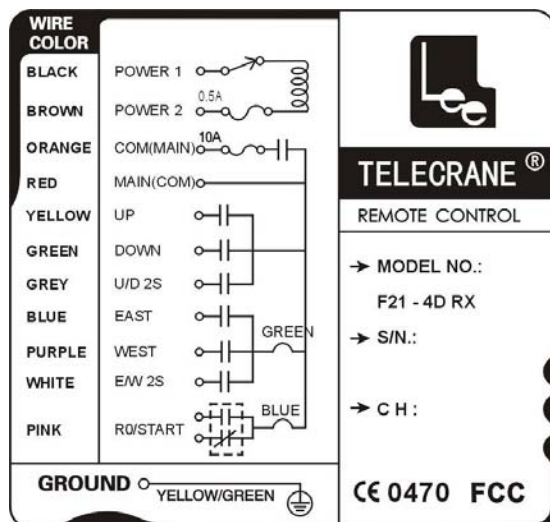 WIRE
COLOR
BLACK POWER 1
BROWN POWER 2 0.5A
ORANGE COM(MAIN) 10A
RED MAIN(COM)
YELLOW UP
GREEN DOWN
GREY U/D 2S
BLUE EAST
GREEN
PURPLE WEST
WHITE E/W 2S
BLUE
PINK R0/START
GROUND YELLOW/GREEN
Lee
TELECRANE ®
REMOTE CONTROL
→ MODEL NO.:
F21 - 4D RX
→ S/N.:
→ C H :
CE 0470 FCC